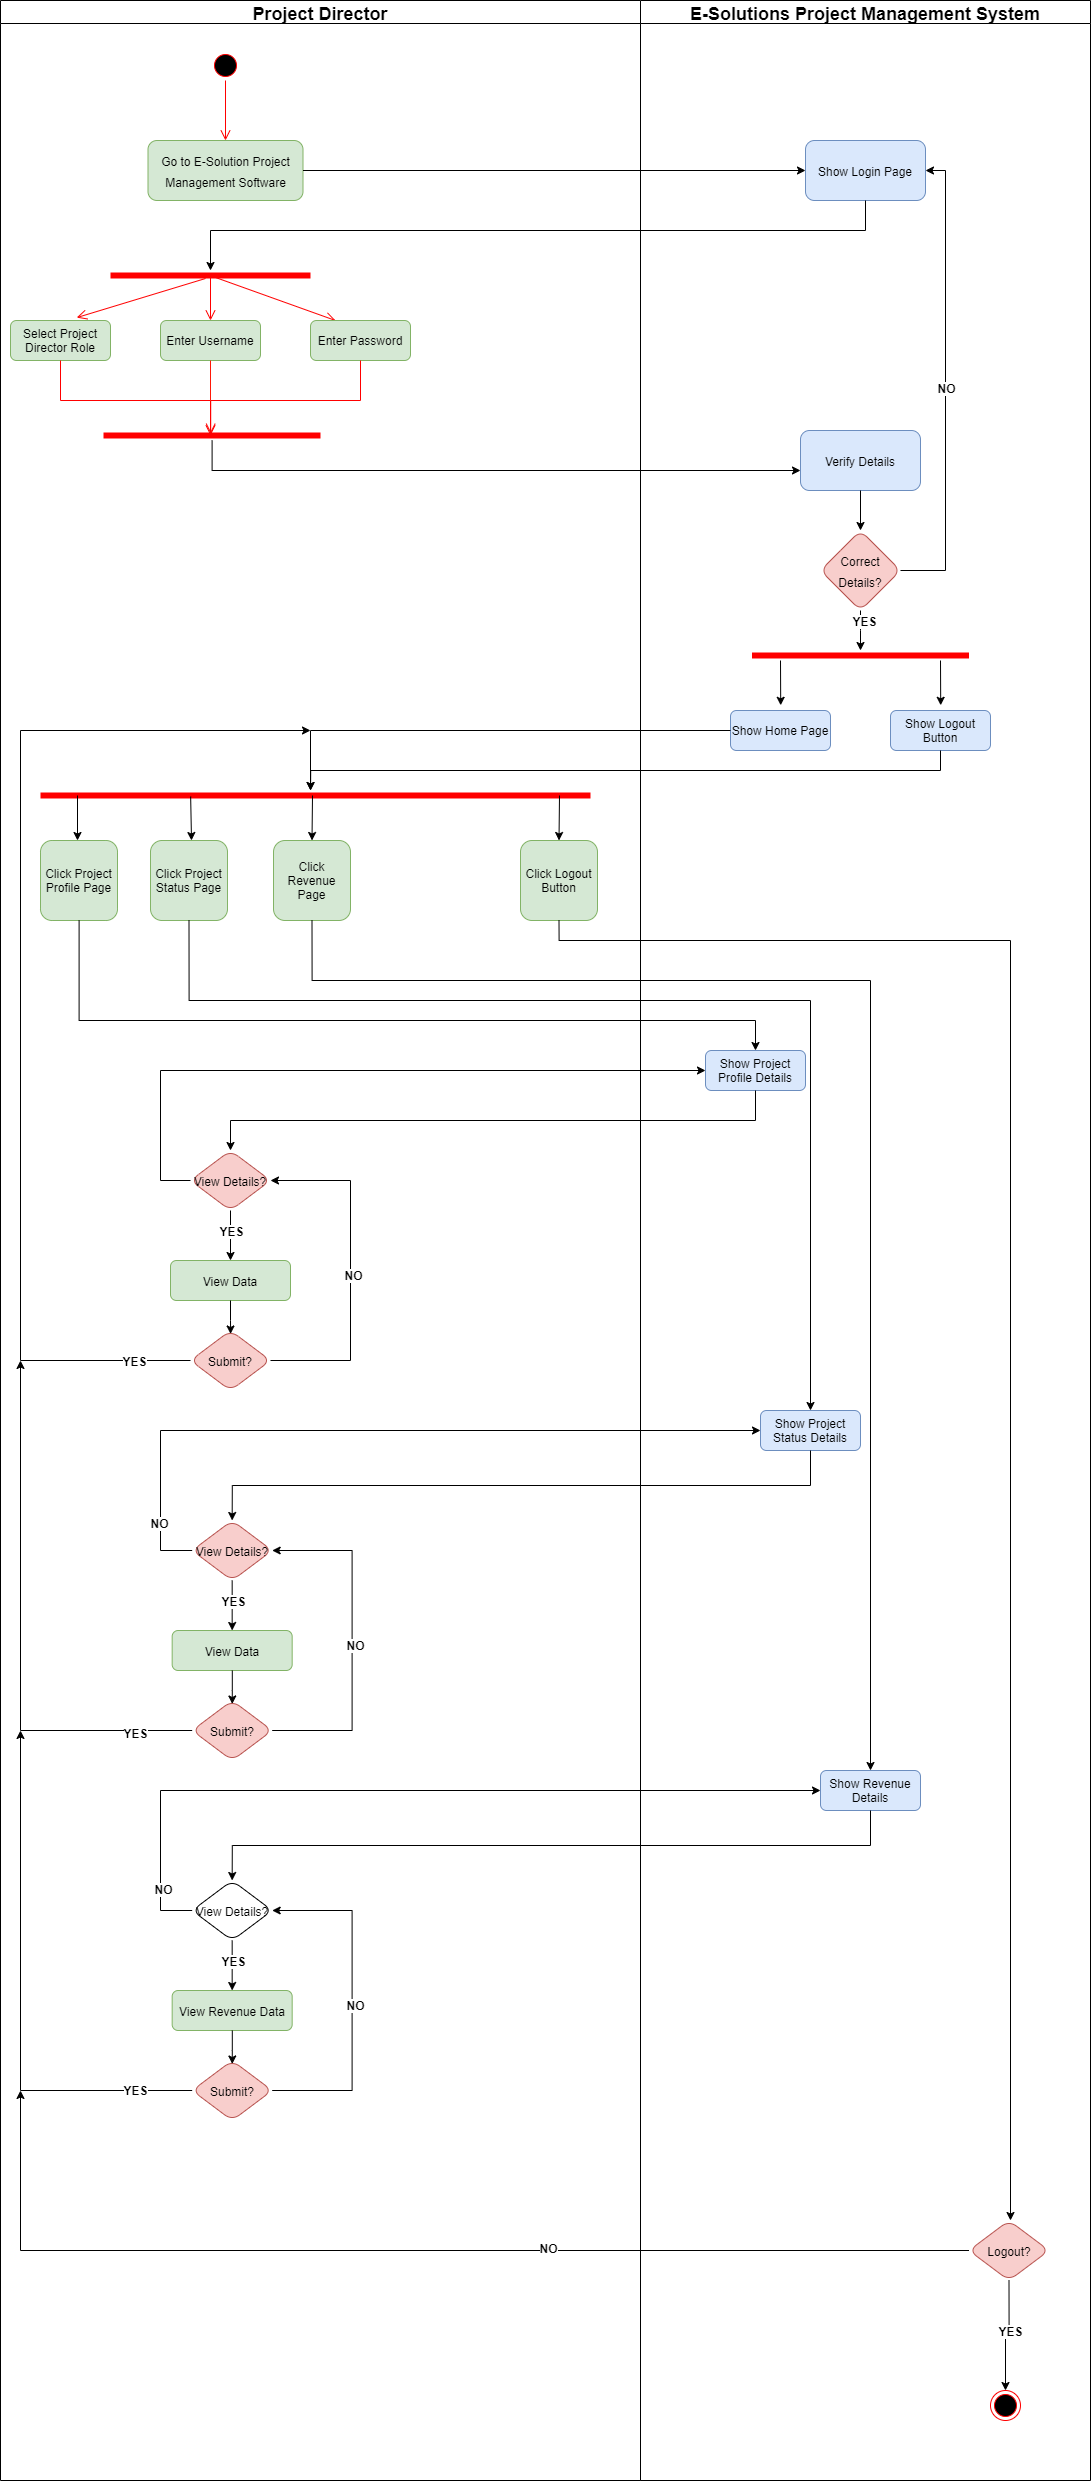 Project Director
E-Solutions Project Management System
Go to E-Solution Project
Management Software
Show Login Page
Select Project
Director Role
Enter Username
Enter Password
NO
Verify Details
Correct
Details?
YES
Show Home Page
Show Logout
Button
Click Project
Profile Page
Click Project
Status Page
Click
Revenue
Page
Click Logout
Button
Show Project
Profile Details
View Details?
YES
View Data
NO
Submit?
YES
Show Project
Status Details
NO
View Details?
YES
View Data
NO
Submit?
YES
Show Revenue
Details
NO
View Details?
YES
View Revenue Data
NO
Submit?
YES
Logout?
NO
YES